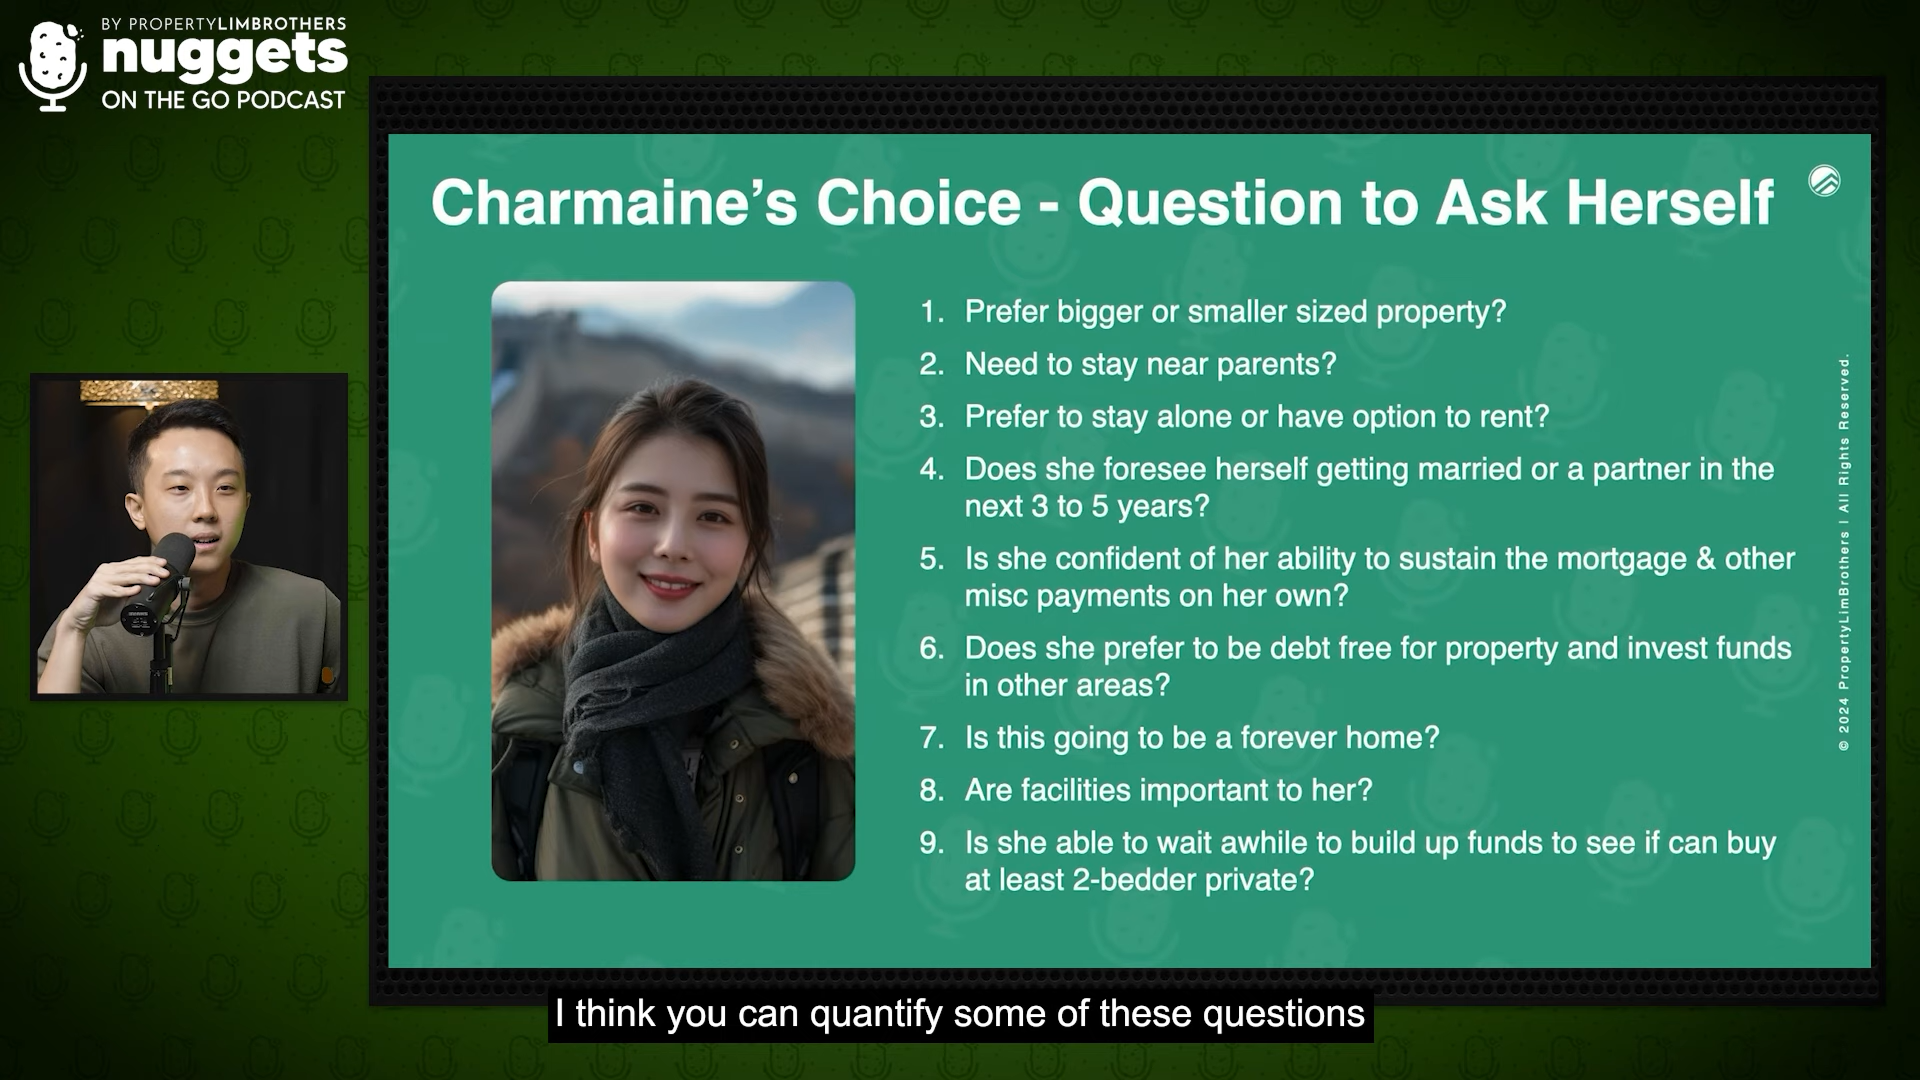 BY PROPERTYLIMBROTHERS
nuggets
ON THE GO PODCAST
Charmaine’s Choice - Question to Ask Herself
1. Prefer bigger or smaller sized property?
2. Need to stay near parents?
3. Prefer to stay alone or have option to rent?
4. Does she foresee herself getting married or a partner in the
next 3 to 5 years?
5. Is she confident of her ability to sustain the mortgage & other
misc payments on her own?
6. Does she prefer to be debt free for property and invest funds
in other areas?
7. Is this going to be a forever home?
8. Are facilities important to her?
9. Is she able to wait awhile to build up funds to see if can buy
at least 2-bedder private?
© 2024 PropertyLimBrothers | All Rights Reserved.
I think you can quantify some of these questions